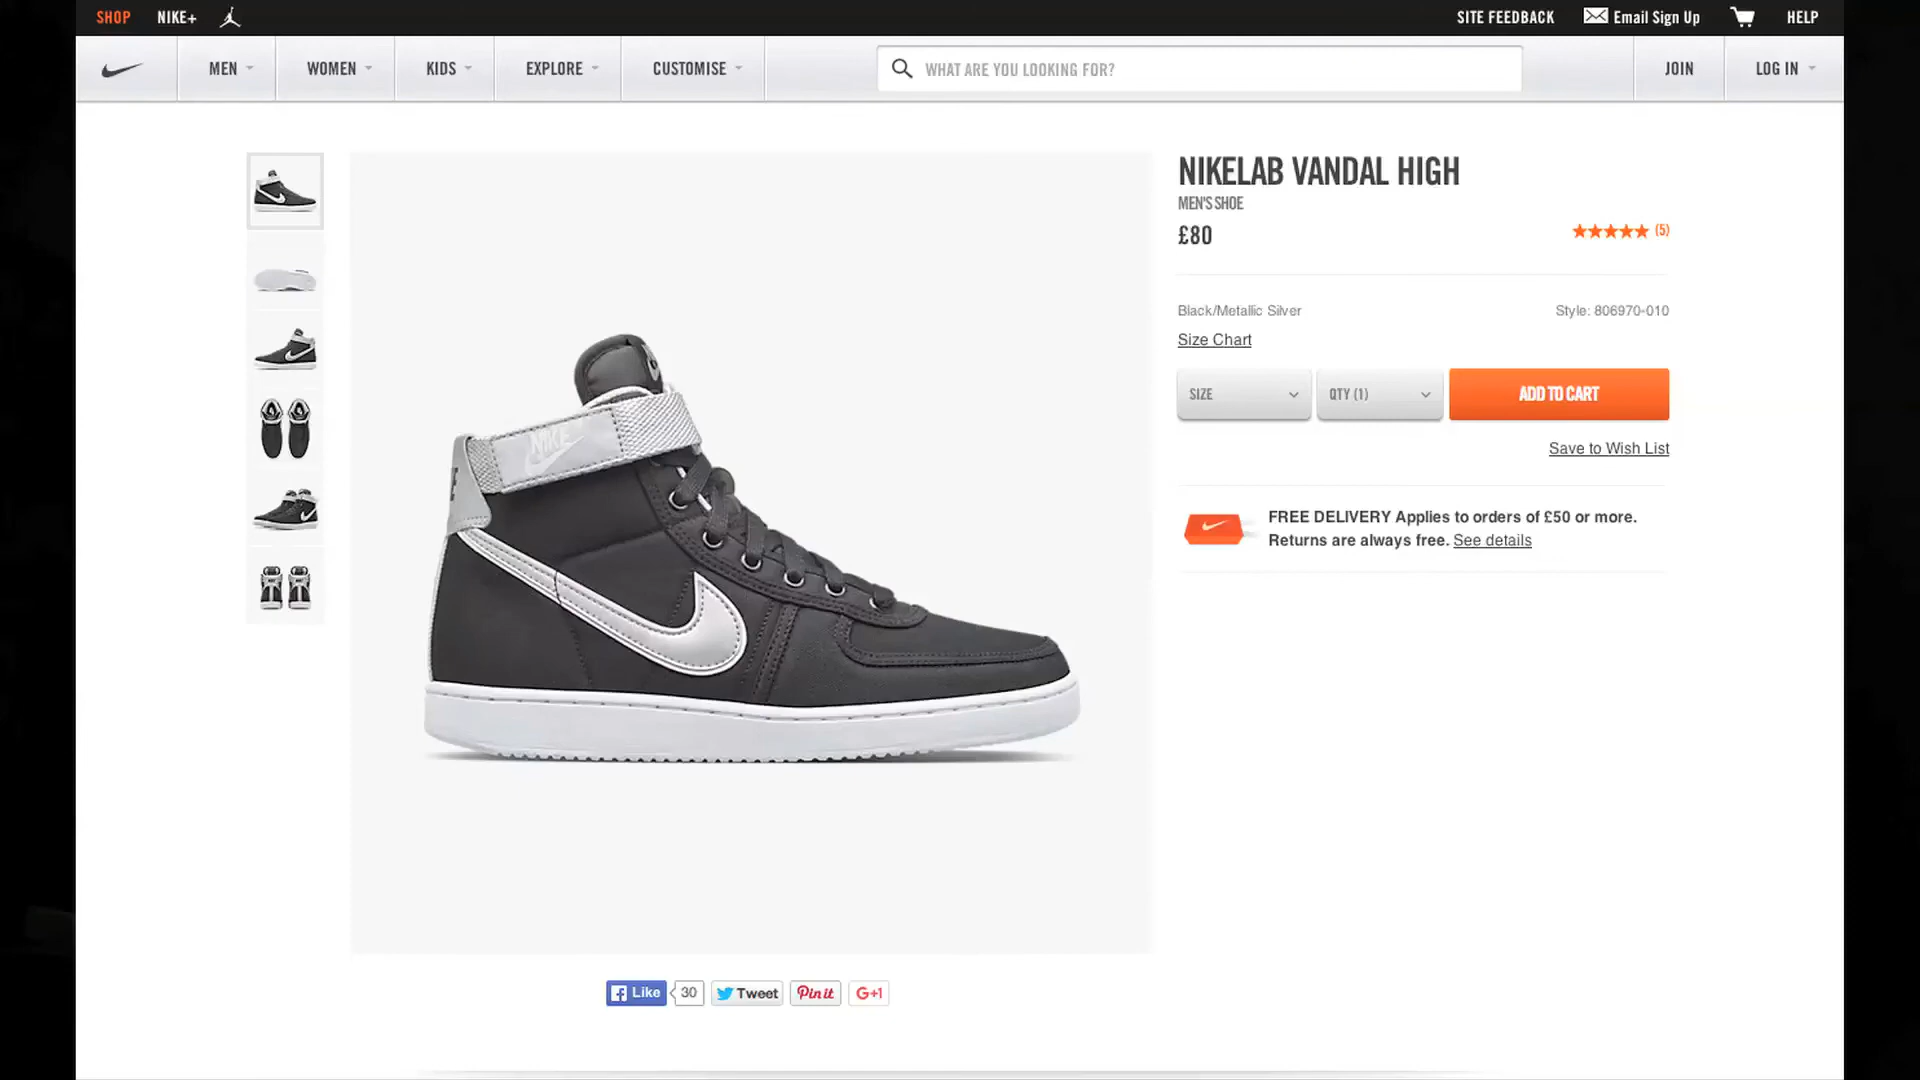 SHOP NIKE+ SITE FEEDBACK Email Sign Up HELP
MEN WOMEN KIDS EXPLORE CUSTOMISE WHAT ARE YOU LOOKING FOR? JOIN LOG IN
NIKELAB VANDAL HIGH
MEN'S SHOE
£80 (5)
Black/Metallic Silver Style: 806970-010
Size Chart
SIZE QTY (1) ADD TO CART
Save to Wish List
FREE DELIVERY Applies to orders of £50 or more.
Returns are always free. See details
NIKE
Like 30 Tweet Pin it G+1